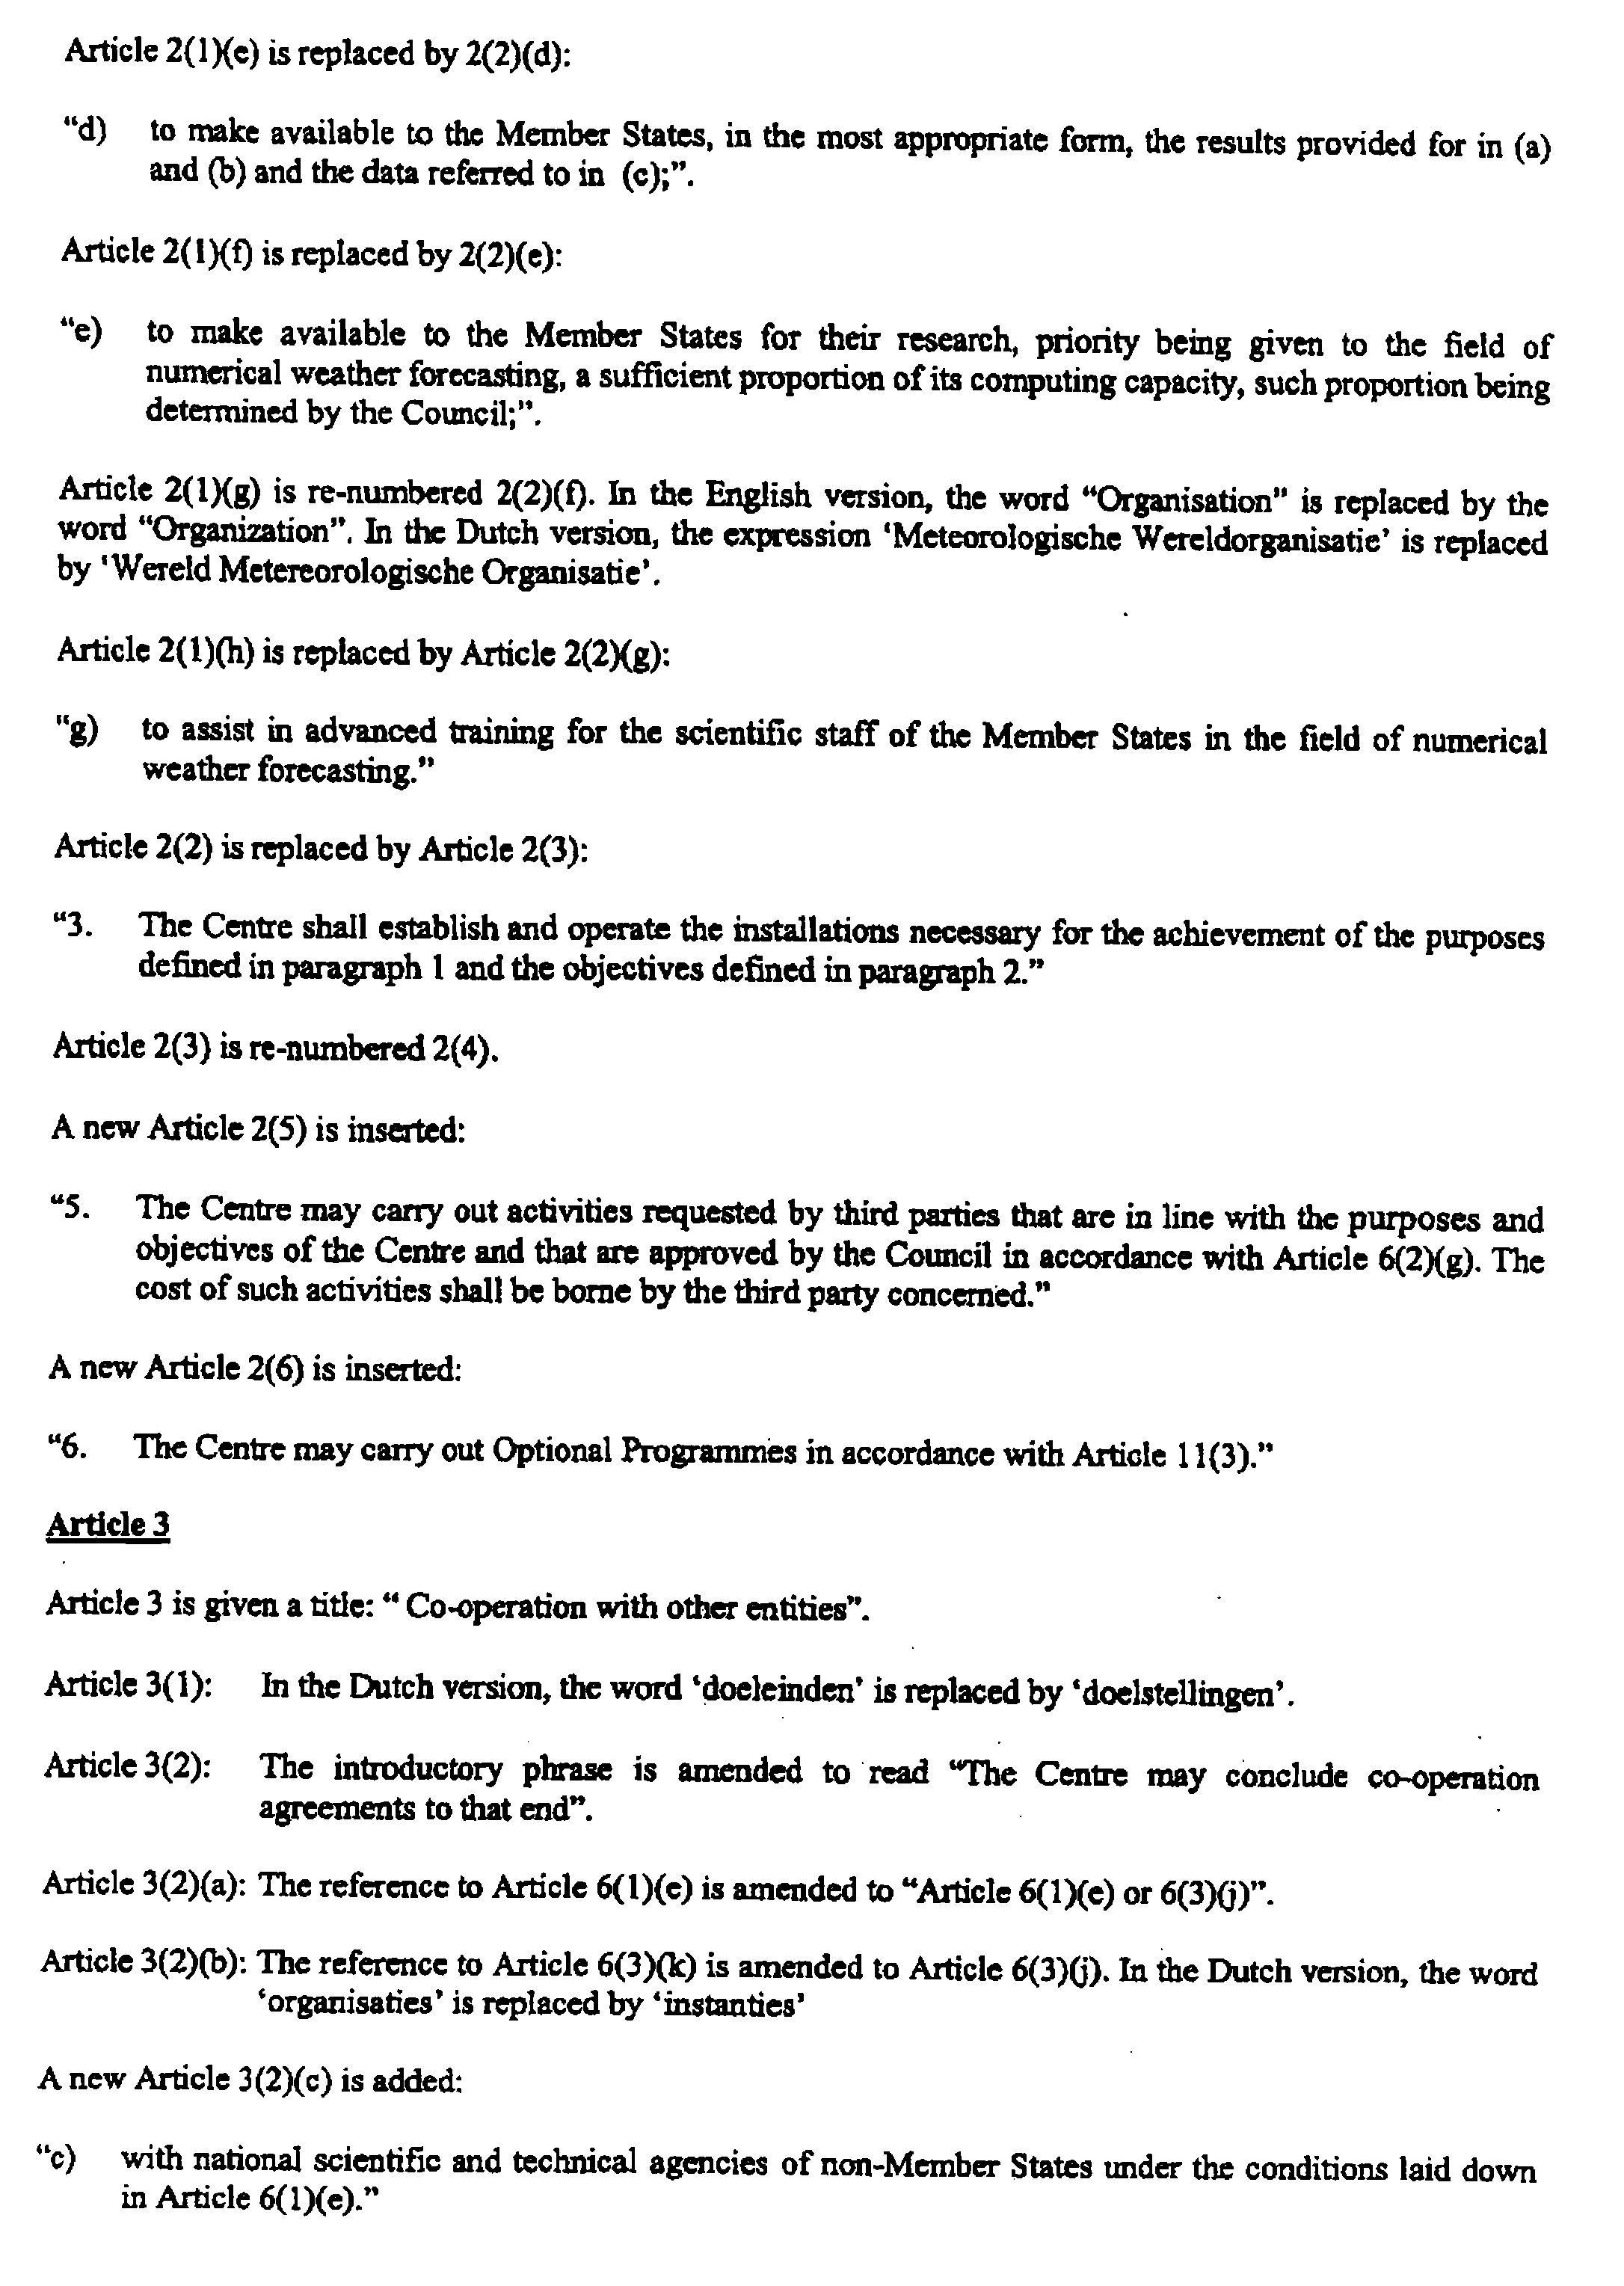 Article 2(1)(e) is replaced by 2(2)(d):
“d) to make available to the Member States, in the most appropriate form, the results provided for in (a)
and (b) and the data referred to in (c);”.
Article 2(1)(f) is replaced by 2(2)(e):
“e) to make available to the Member States for their research, priority being given to the field of
numerical weather forecasting, a sufficient proportion of its computing capacity, such proportion being
determined by the Council;”.
Article 2(1)(g) is re-numbered 2(2)(f). In the English version, the word “Organisation” is replaced by the
word “Organization”. In the Dutch version, the expression ‘Meteorologische Wereldorganisatie’ is replaced
by ‘Wereld Metereorologische Organisatie’.
Article 2(1)(h) is replaced by Article 2(2)(g):
“g) to assist in advanced training for the scientific staff of the Member States in the field of numerical
weather forecasting.”
Article 2(2) is replaced by Article 2(3):
“3. The Centre shall establish and operate the installations necessary for the achievement of the purposes
defined in paragraph 1 and the objectives defined in paragraph 2.”
Article 2(3) is re-numbered 2(4).
A new Article 2(5) is inserted:
“5. The Centre may carry out activities requested by third parties that are in line with the purposes and
objectives of the Centre and that are approved by the Council in accordance with Article 6(2)(g). The
cost of such activities shall be borne by the third party concerned.”
A new Article 2(6) is inserted:
“6. The Centre may carry out Optional Programmes in accordance with Article 11(3).”
Article 3
Article 3 is given a title: “ Co-operation with other entities”.
Article 3(1): In the Dutch version, the word ‘doeleinden’ is replaced by ‘doelstellingen’.
Article 3(2): The introductory phrase is amended to read “The Centre may conclude co-operation
agreements to that end”.
Article 3(2)(a): The reference to Article 6(1)(e) is amended to “Article 6(1)(e) or 6(3)(j)”.
Article 3(2)(b): The reference to Article 6(3)(k) is amended to Article 6(3)(j). In the Dutch version, the word
‘organisaties’ is replaced by ‘instanties’
A new Article 3(2)(c) is added:
“c) with national scientific and technical agencies of non-Member States under the conditions laid down
in Article 6(1)(e).”